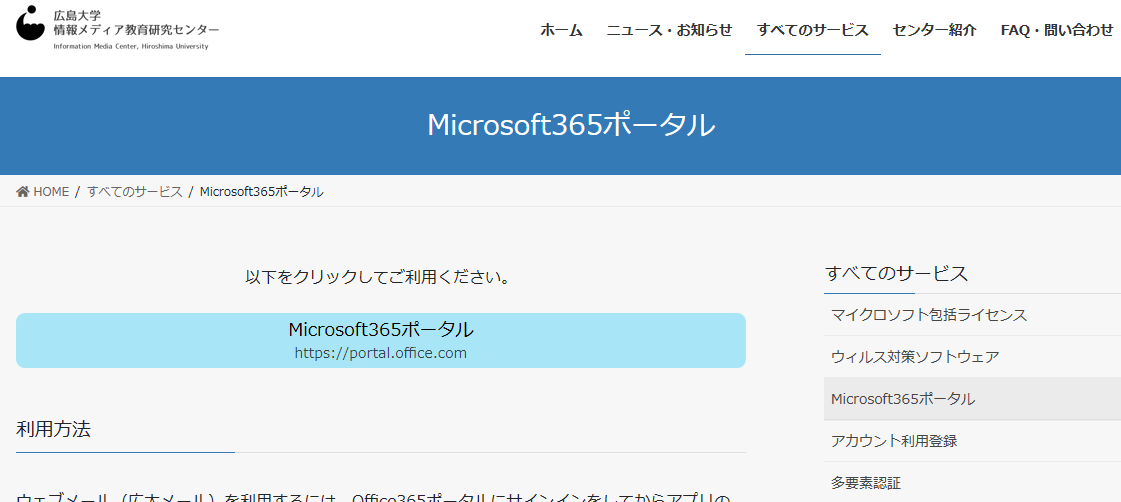 広島大学
情報メディア教育研究センター
Information Media Center, Hiroshima University
ホーム ニュース・お知らせ すべてのサービス センター紹介 FAQ・問い合わせ
Microsoft365ポータル
HOME / すべてのサービス / Microsoft365ポータル
以下をクリックしてご利用ください。
Microsoft365ポータル
https://portal.office.com
利用方法
ウェブメール（広大メール）を利用するには、Office365ポータルにサインインをしてからアプリの
すべてのサービス
マイクロソフト包括ライセンス
ウィルス対策ソフトウェア
Microsoft365ポータル
アカウント利用登録
多要素認証